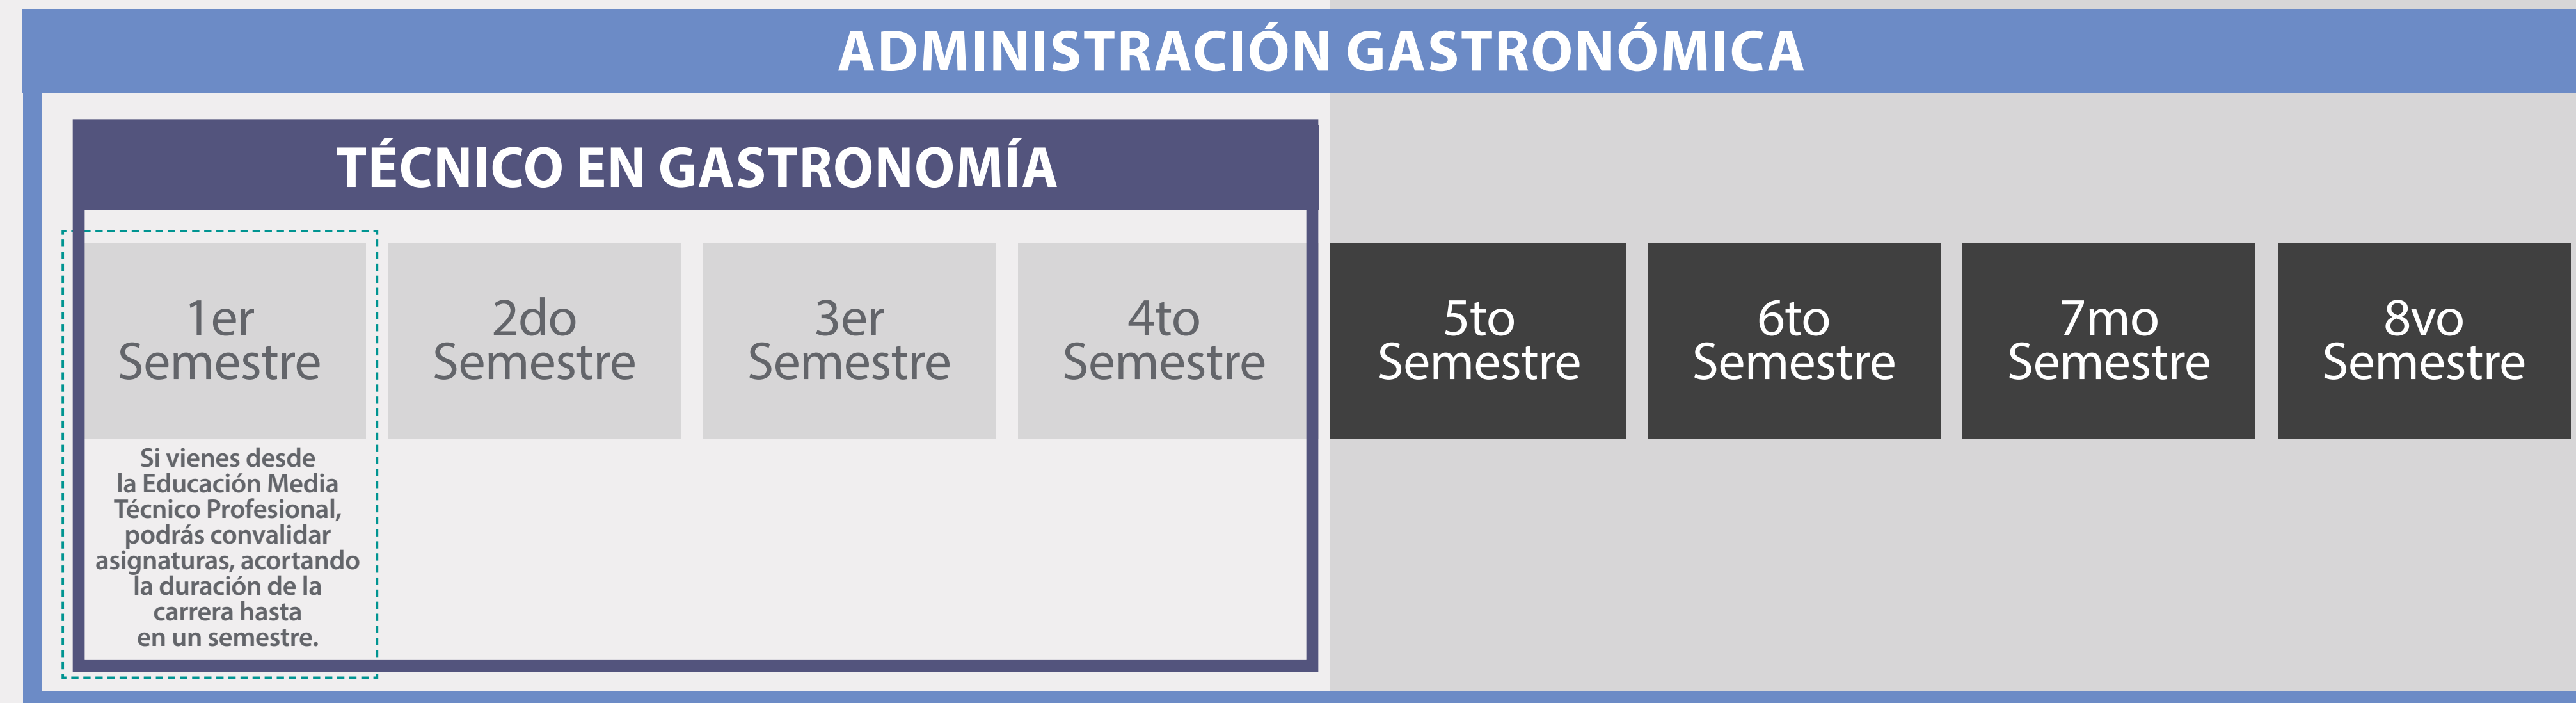 ADMINISTRACIÓN GASTRONÓMICA
TÉCNICO EN GASTRONOMÍA
1er
Semestre
2do
Semestre
3er
Semestre
4to
Semestre
5to
Semestre
6to
Semestre
7mo
Semestre
8vo
Semestre
Si vienes desde
la Educación Media
Técnico Profesional,
podrás convalidar
asignaturas, acortando
la duración de la
carrera hasta
en un semestre.